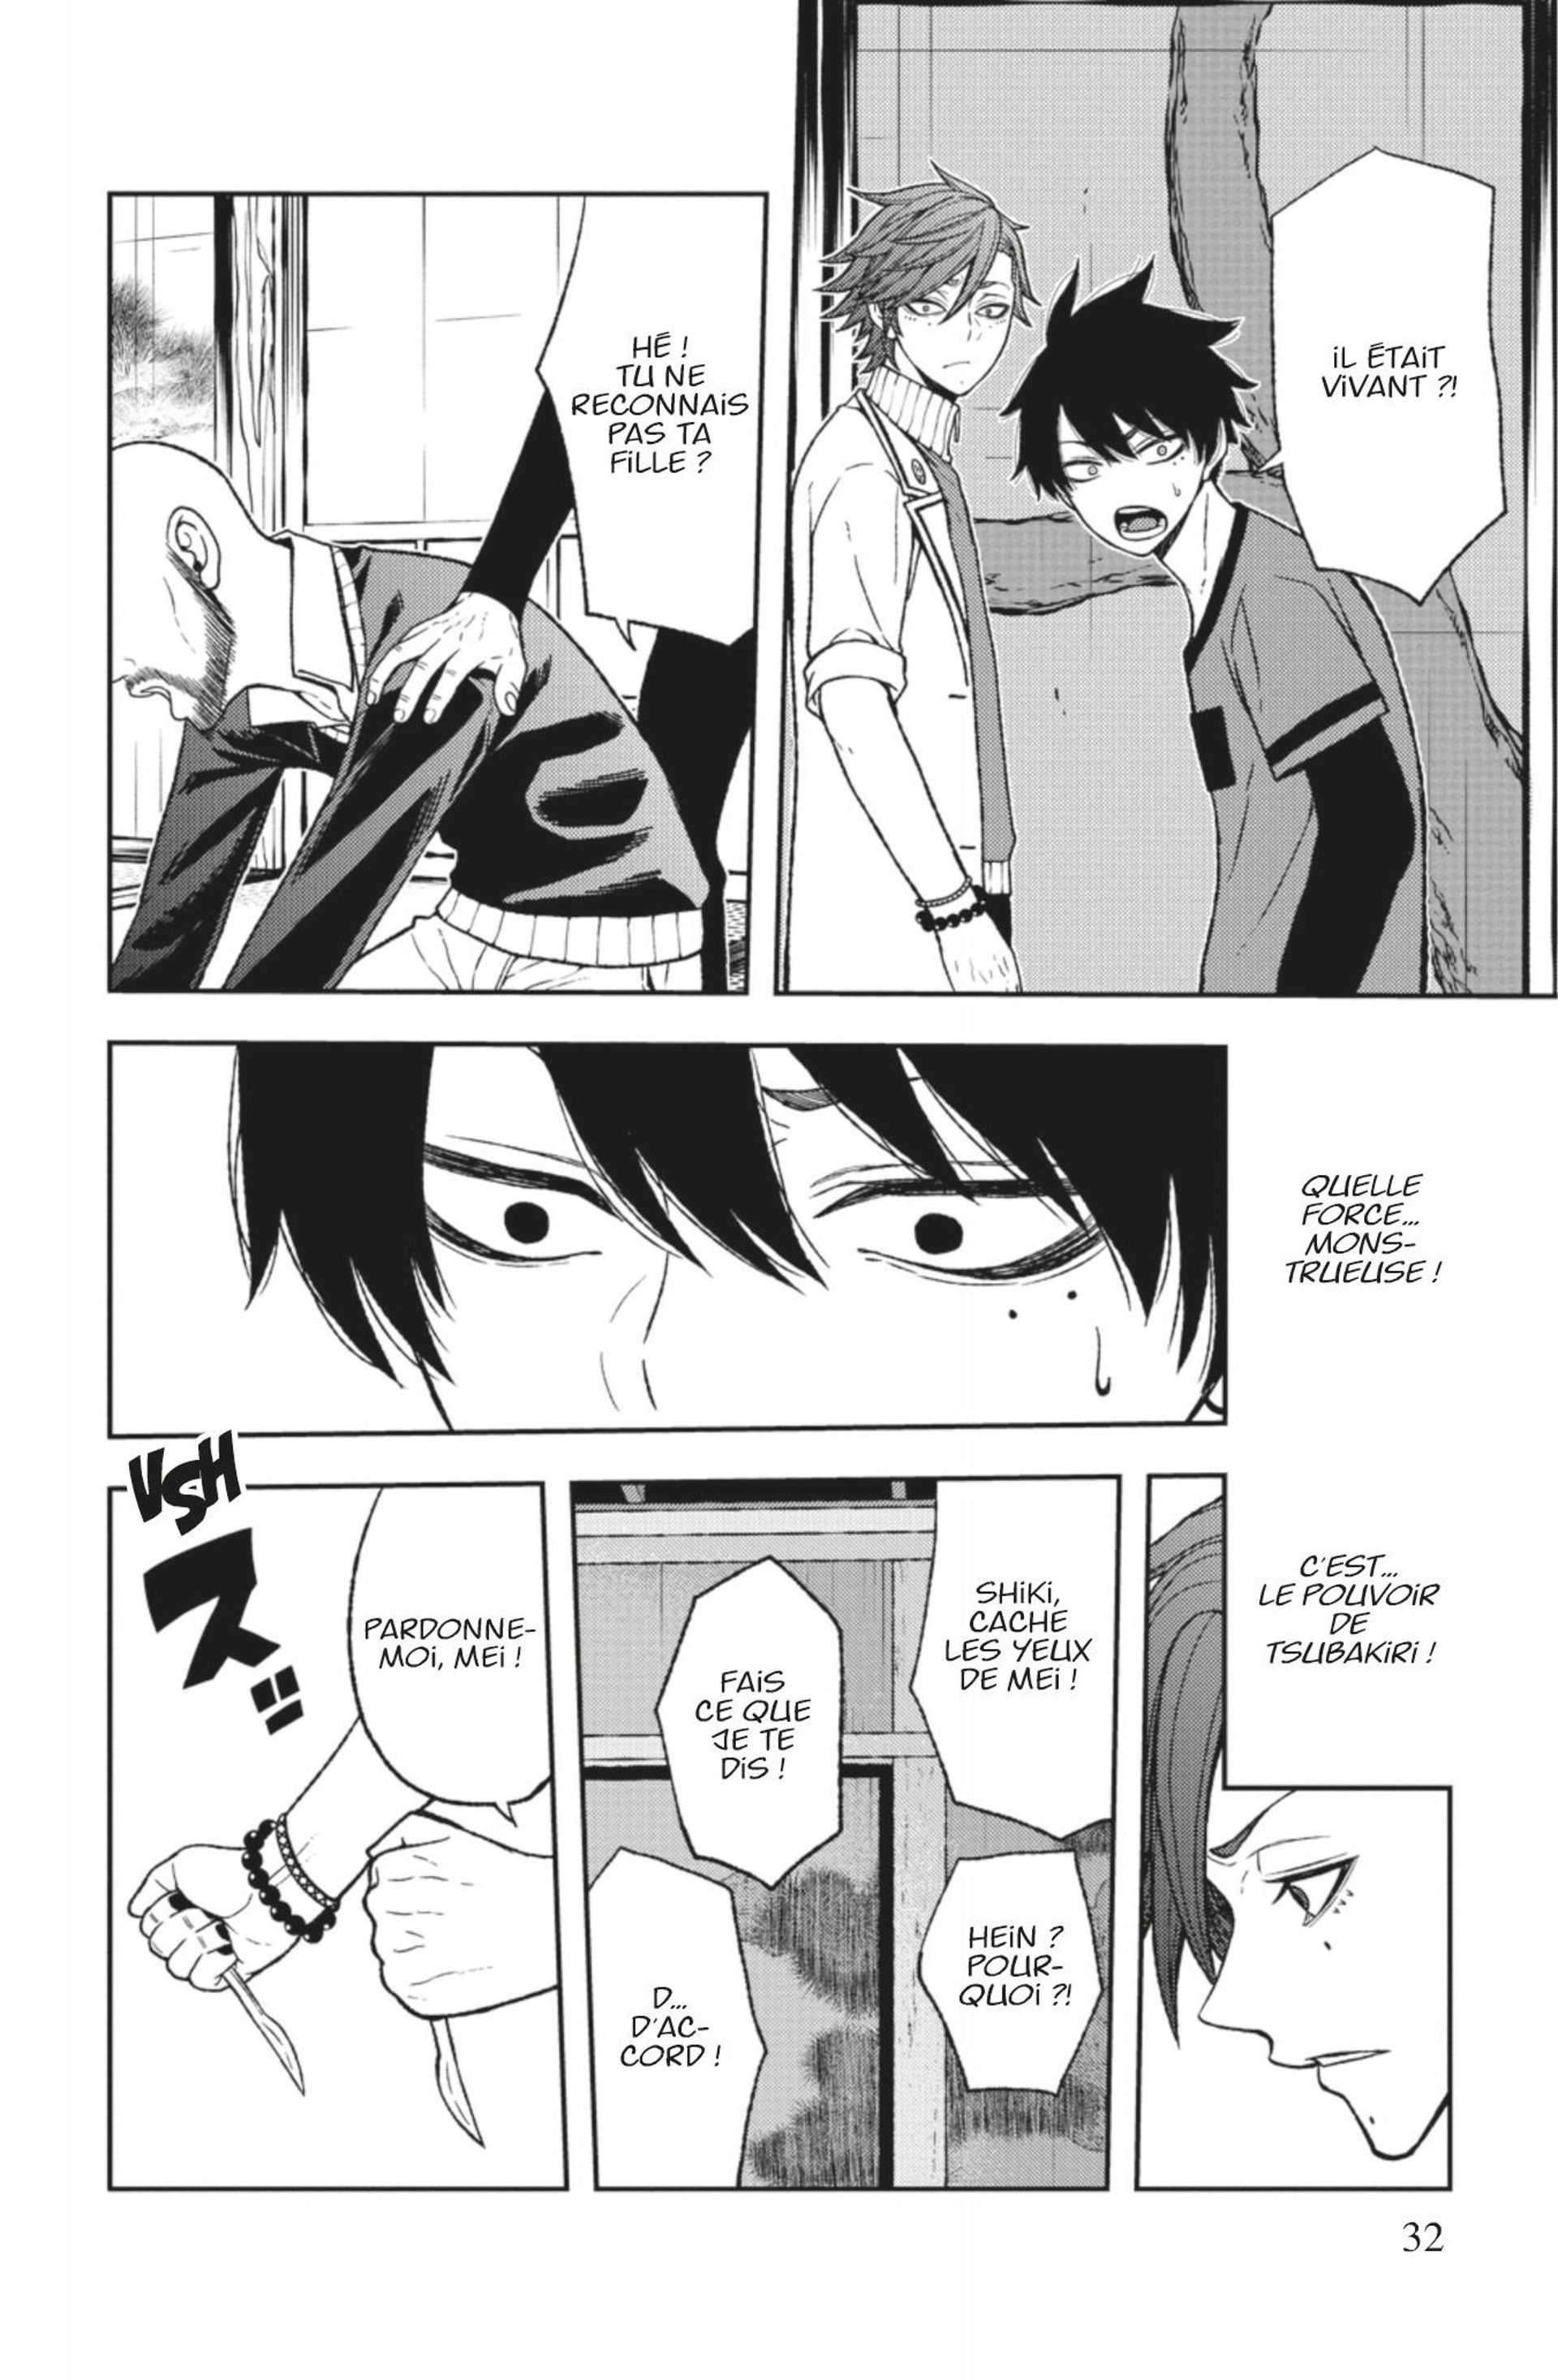 iL ÉTAiT
ViVANT ?!
HÉ !
TU NE
RECONNAiS
PAS TA
FiLLE ?
QUELLE
FORCE...
MONS-
TRUEUSE !
C'EST...
LE POUVOiR
DE
TSUBAKiRi !
SHiKi,
CACHE
LES YEUX
DE MEi !
HEiN ?
POUR-
QUOi ?!
FAiS
CE QUE
JE TE
DiS !
D...
D'AC-
CORD !
PARDONNE-
MOi, MEi !
VSH
ズッ
32